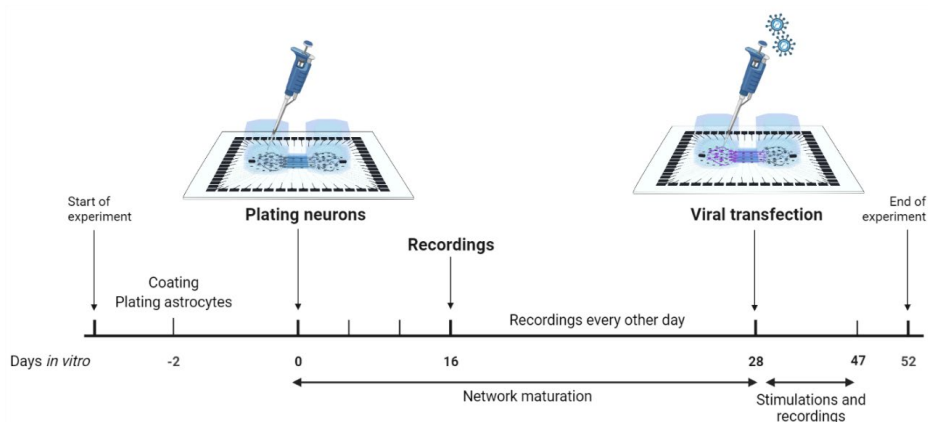 Start of
experiment
Plating neurons
Viral transfection
End of
experiment
Recordings
Coating
Plating astrocytes
Recordings every other day
Days in vitro
-2
0
16
28
47
52
Network maturation
Stimulations and
recordings